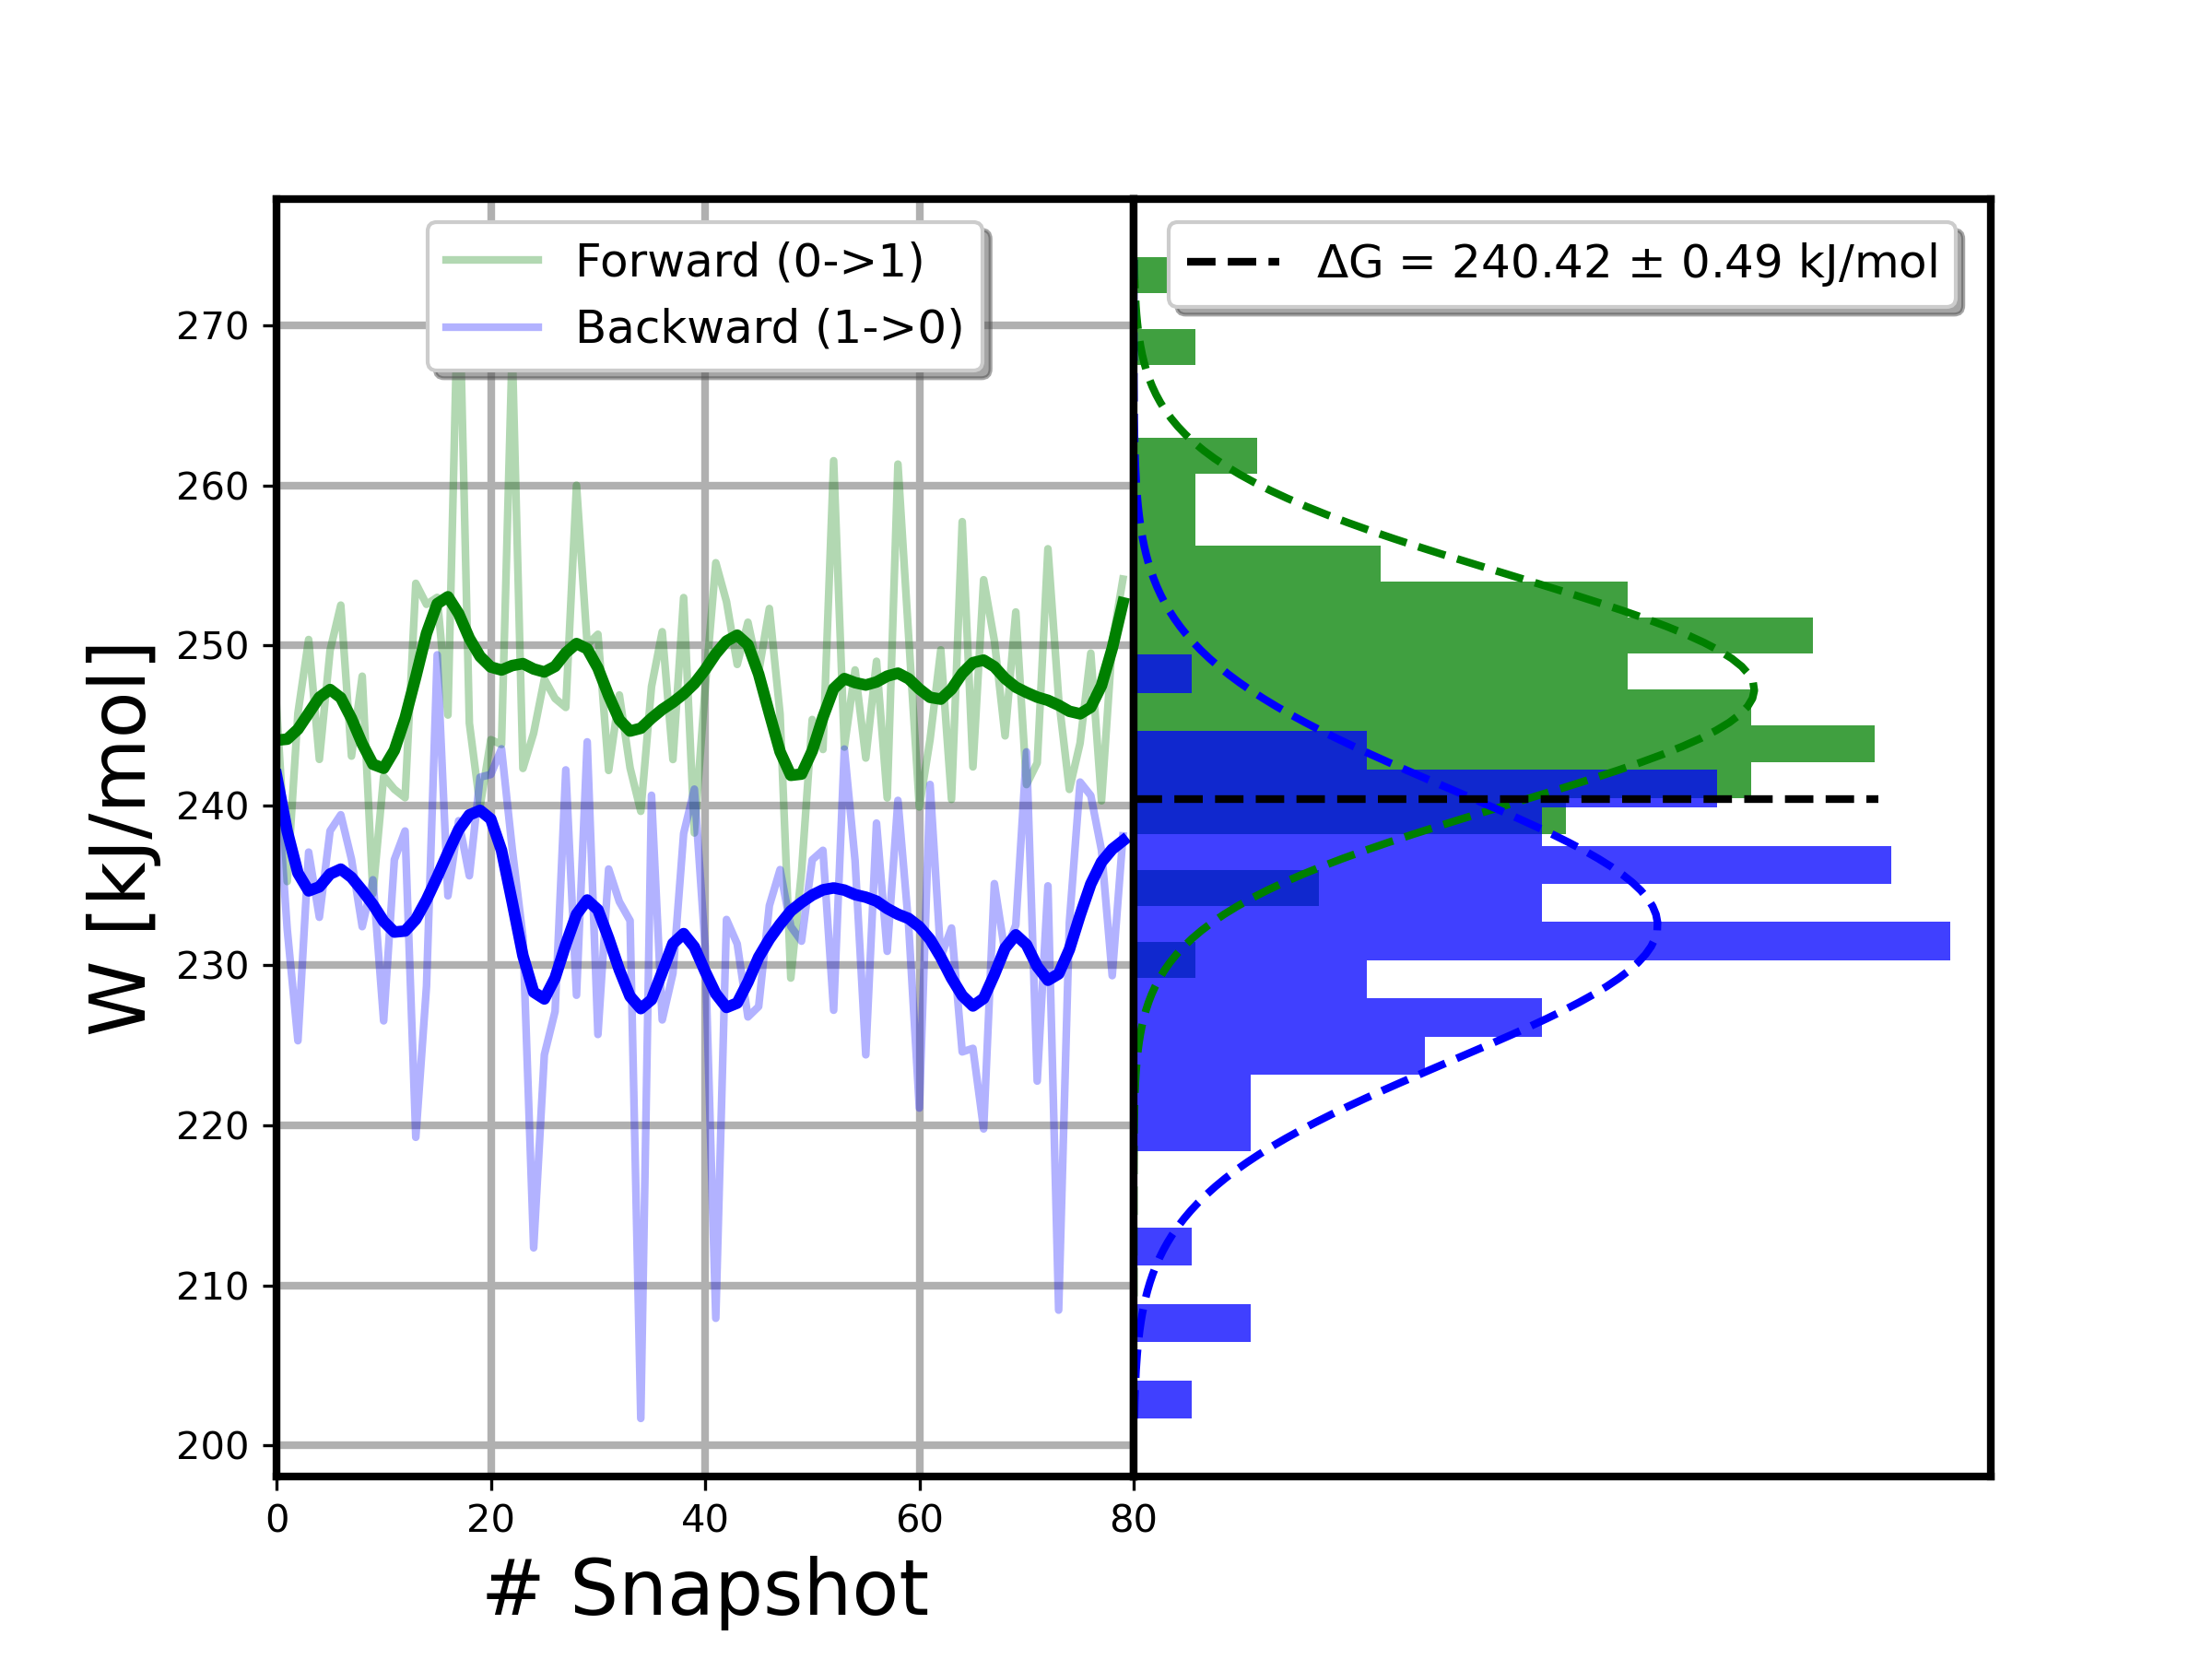 Forward (0->1)
Backward (1->0)
ΔG = 240.42 ± 0.49 kJ/mol
W [kJ/mol]
270
260
250
240
230
220
210
200
0 20 40 60 80
# Snapshot